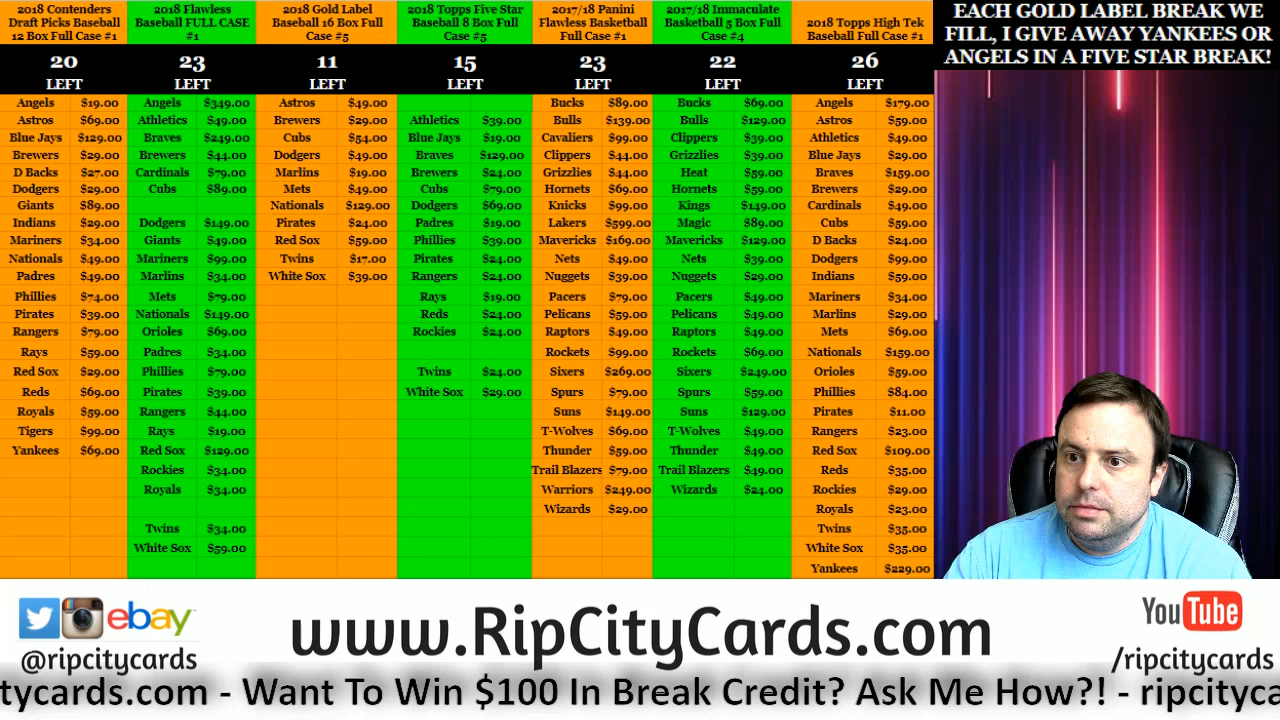 2018 Contenders Draft Picks Baseball 12 Box Full Case #1
20
LEFT
Angels $19.00
Astros $69.00
Blue Jays $129.00
Brewers $29.00
D Backs $27.00
Dodgers $29.00
Giants $89.00
Indians $29.00
Mariners $34.00
Nationals $49.00
Padres $49.00
Phillies $74.00
Pirates $39.00
Rangers $79.00
Rays $59.00
Red Sox $29.00
Reds $69.00
Royals $59.00
Tigers $99.00
Yankees $69.00
2018 Flawless Baseball FULL CASE #1
23
LEFT
Angels $349.00
Athletics $49.00
Braves $249.00
Brewers $44.00
Cardinals $79.00
Cubs $89.00
Dodgers $149.00
Giants $49.00
Mariners $99.00
Marlins $34.00
Mets $79.00
Nationals $149.00
Orioles $69.00
Padres $34.00
Phillies $79.00
Pirates $39.00
Rangers $44.00
Rays $19.00
Red Sox $129.00
Rockies $34.00
Royals $34.00
Twins $34.00
White Sox $59.00
2018 Gold Label Baseball 16 Box Full Case #5
11
LEFT
Astros $49.00
Brewers $29.00
Cubs $54.00
Dodgers $49.00
Marlins $19.00
Mets $49.00
Nationals $129.00
Pirates $24.00
Red Sox $59.00
Twins $17.00
White Sox $39.00
2018 Topps Five Star Baseball 8 Box Full Case #5
15
LEFT
Athletics $39.00
Blue Jays $19.00
Braves $129.00
Brewers $24.00
Cubs $79.00
Dodgers $69.00
Padres $19.00
Phillies $39.00
Pirates $24.00
Rangers $24.00
Rays $19.00
Reds $24.00
Rockies $24.00
Twins $24.00
White Sox $29.00
2017/18 Panini Flawless Basketball Full Case #1
23
LEFT
Bucks $89.00
Bulls $139.00
Cavaliers $99.00
Clippers $44.00
Grizzlies $44.00
Hornets $69.00
Knicks $99.00
Lakers $599.00
Mavericks $169.00
Nets $49.00
Nuggets $39.00
Pacers $79.00
Pelicans $59.00
Raptors $49.00
Rockets $99.00
Sixers $269.00
Spurs $79.00
Suns $149.00
T-Wolves $69.00
Thunder $59.00
Trail Blazers $79.00
Warriors $249.00
Wizards $29.00
2017/18 Immaculate Basketball 5 Box Full Case #4
22
LEFT
Bucks $69.00
Bulls $129.00
Clippers $39.00
Grizzlies $39.00
Heat $59.00
Hornets $59.00
Kings $149.00
Magic $89.00
Mavericks $129.00
Nets $39.00
Nuggets $29.00
Pacers $49.00
Pelicans $49.00
Raptors $49.00
Rockets $69.00
Sixers $249.00
Spurs $59.00
Suns $129.00
T-Wolves $49.00
Thunder $49.00
Trail Blazers $49.00
Wizards $24.00
2018 Topps High Tek Baseball Full Case #1
26
LEFT
Angels $179.00
Astros $59.00
Athletics $49.00
Blue Jays $29.00
Braves $159.00
Brewers $29.00
Cardinals $49.00
Cubs $59.00
D Backs $24.00
Dodgers $99.00
Indians $59.00
Mariners $34.00
Marlins $29.00
Mets $69.00
Nationals $159.00
Orioles $59.00
Phillies $84.00
Pirates $11.00
Rangers $23.00
Red Sox $109.00
Reds $35.00
Rockies $29.00
Royals $23.00
Twins $35.00
White Sox $35.00
Yankees $229.00
EACH GOLD LABEL BREAK WE
FILL, I GIVE AWAY YANKEES OR
ANGELS IN A FIVE STAR BREAK!
ebay
@ripcitycards
www.RipCityCards.com
YouTube
/ripcitycards
tycards.com - Want To Win $100 In Break Credit? Ask Me How?! - ripcityca